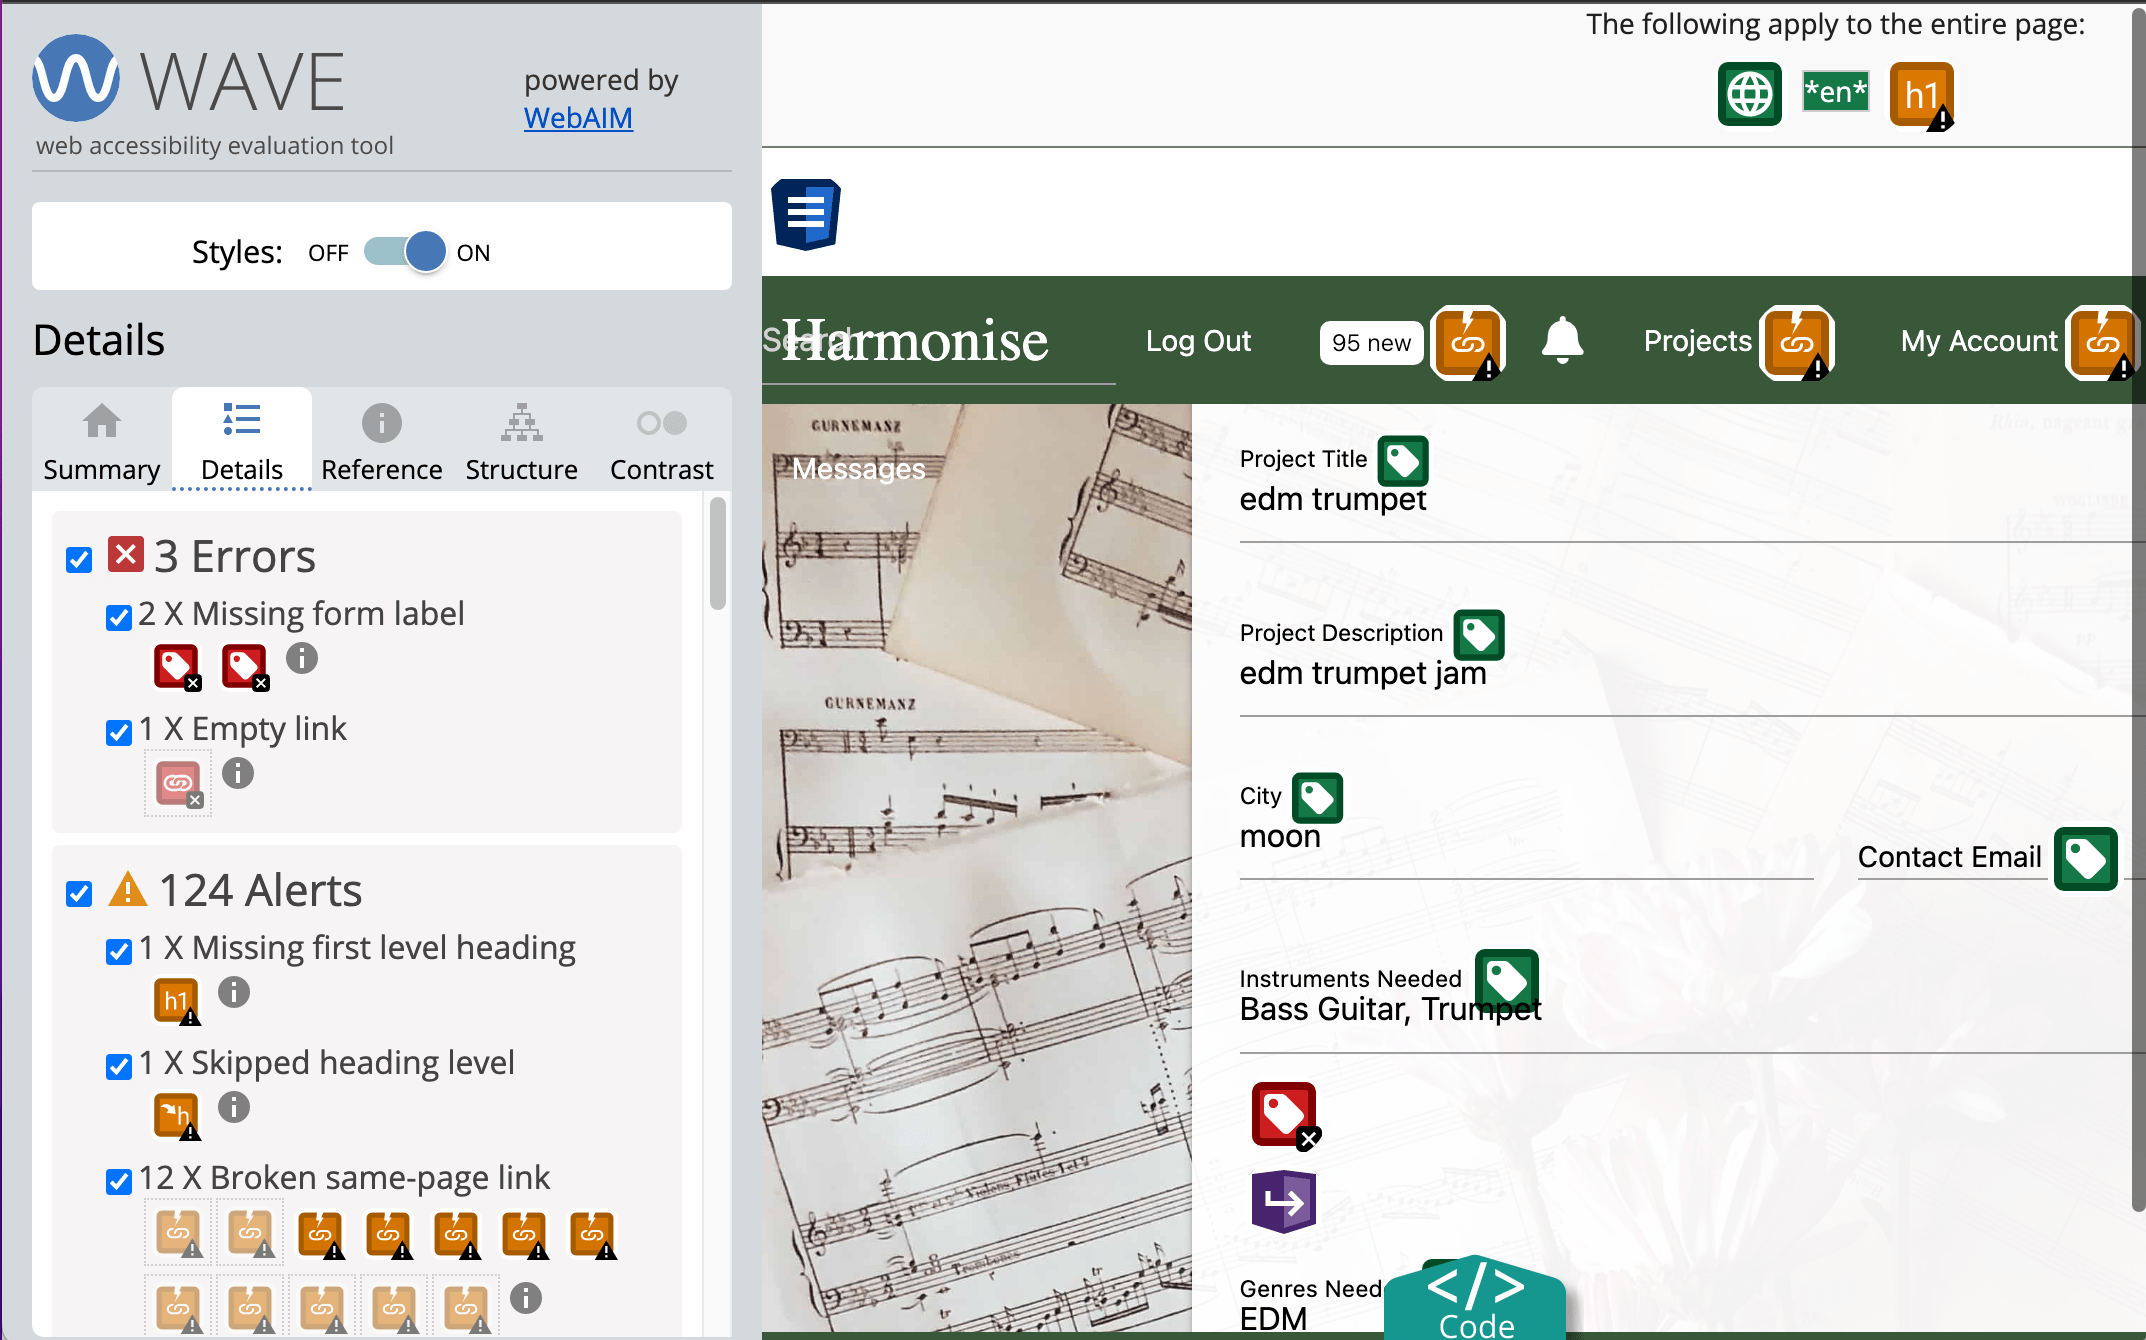 WAVE
powered by
WebAIM
web accessibility evaluation tool
Styles: OFF ON
Details
Summary Details Reference Structure Contrast
3 Errors
2 X Missing form label
1 X Empty link
124 Alerts
1 X Missing first level heading
h1
1 X Skipped heading level
h
12 X Broken same-page link
The following apply to the entire page:
*en* h1
Search
Harmonise Log Out 95 new Projects My Account
GURNEMANZ
Messages
GURNEMANZ
Project Title
edm trumpet
Project Description
edm trumpet jam
City
moon
Contact Email
Instruments Needed
Bass Guitar, Trumpet
Genres Need
EDM
</> 
Code